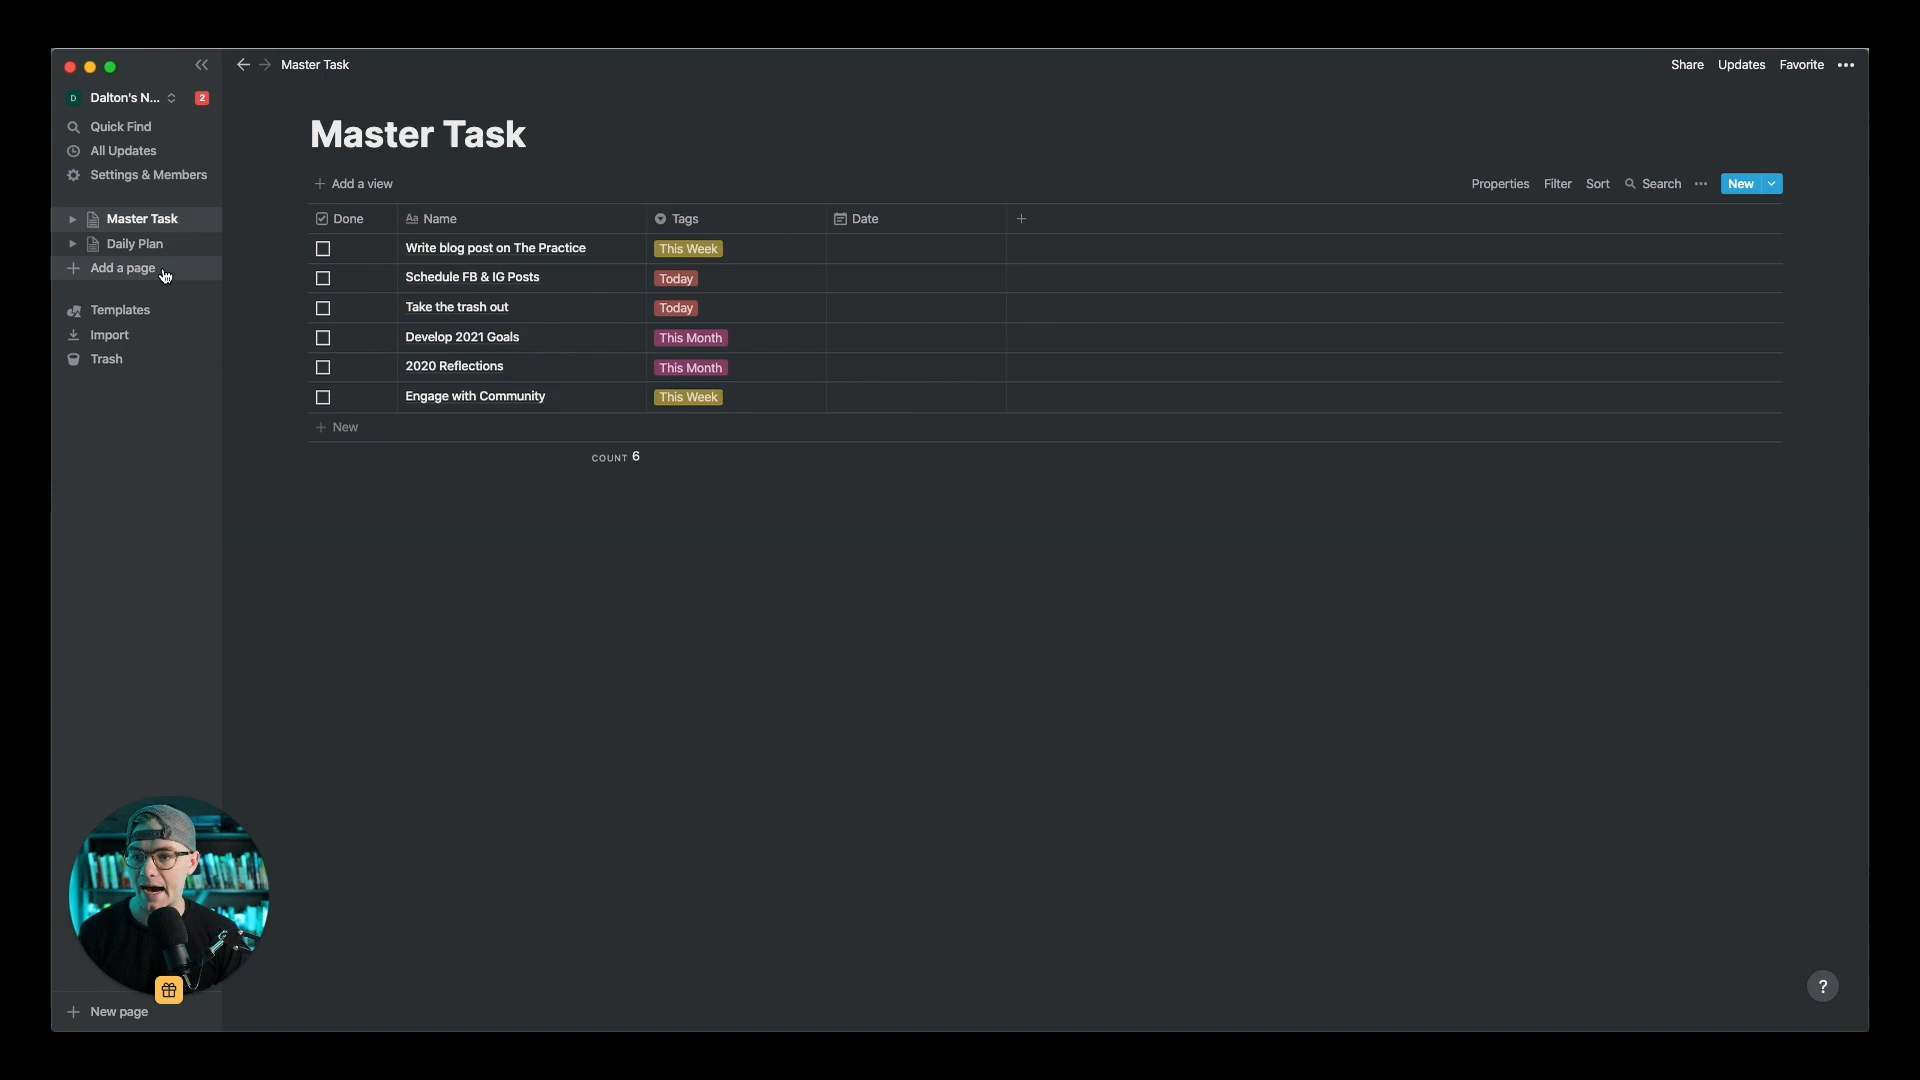 Master Task
Share Updates Favorite
D Dalton's N... 2
Quick Find
All Updates
Settings & Members
Master Task
Daily Plan
Add a page
Templates
Import
Trash
New page
Master Task
Add a view
Properties Filter Sort Search New
Done Aa Name Tags Date
Write blog post on The Practice This Week
Schedule FB & IG Posts Today
Take the trash out Today
Develop 2021 Goals This Month
2020 Reflections This Month
Engage with Community This Week
New
COUNT 6
?